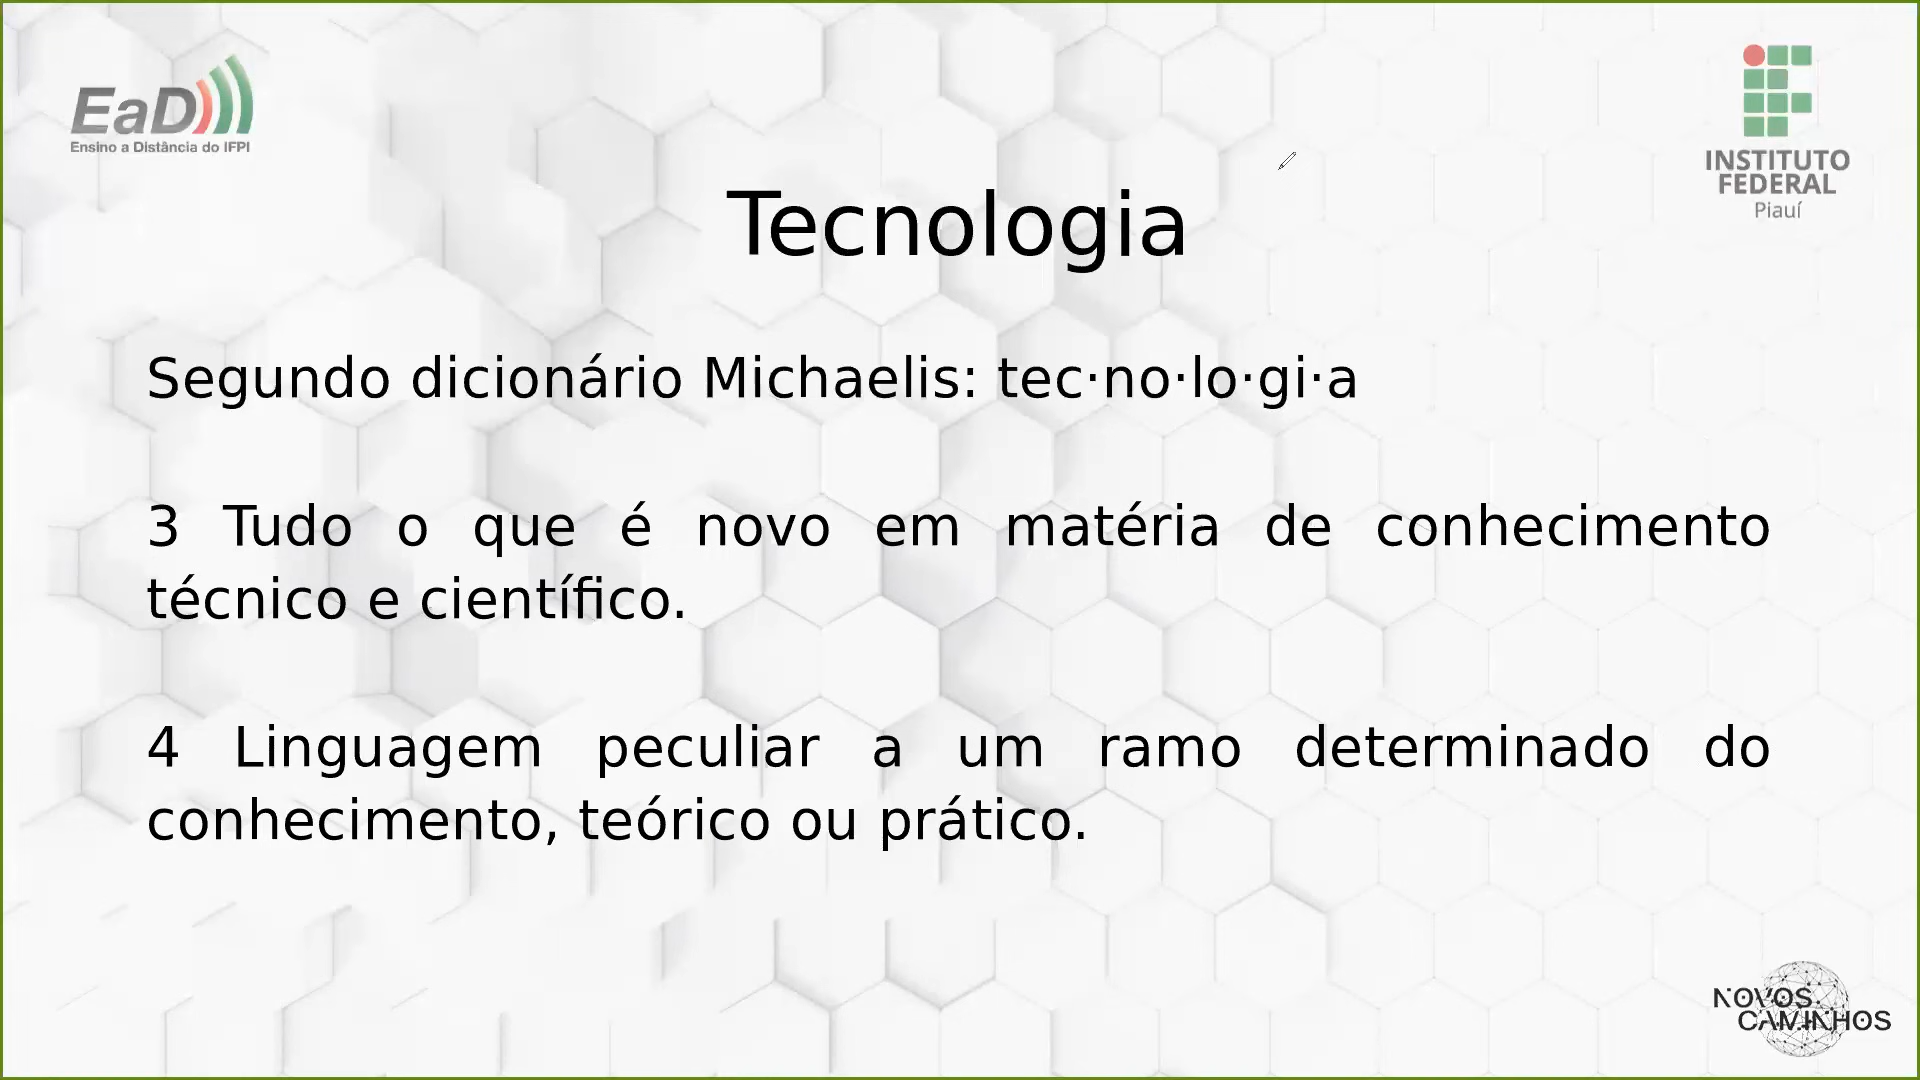 EaD
Ensino a Distância do IFPI
INSTITUTO
FEDERAL
Piauí
Tecnologia
Segundo dicionário Michaelis: tec·no·lo·gi·a
3 Tudo o que é novo em matéria de conhecimento
técnico e científico.
4 Linguagem peculiar a um ramo determinado do
conhecimento, teórico ou prático.
NOVOS
CAMINHOS